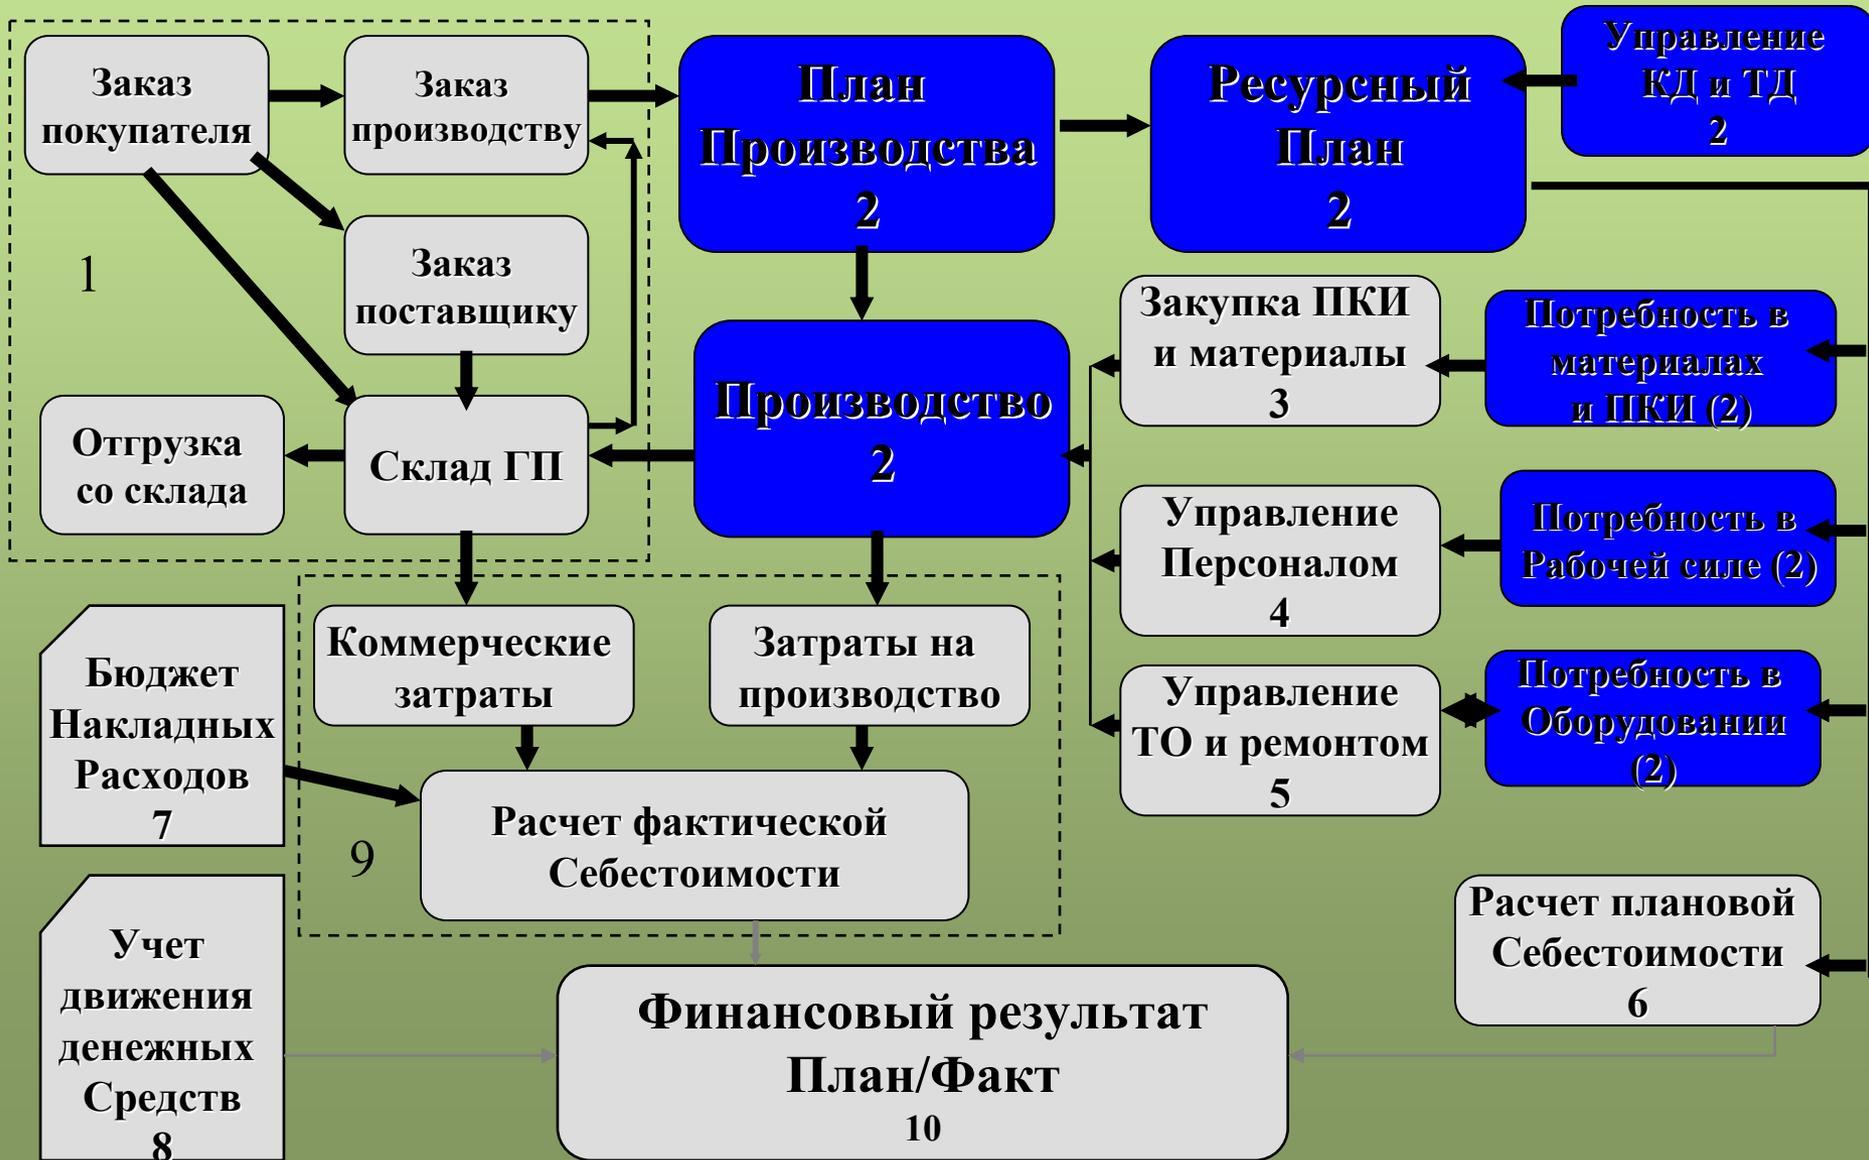 Заказ
покупателя
Заказ
производству
План
Производства
2
Ресурсный
План
2
Управление
КД и ТД
2
1
Заказ
поставщику
Закупка ПКИ
и материалы
3
Потребность в
материалах
и ПКИ (2)
Отгрузка
со склада
Склад ГП
Производство
2
Управление
Персоналом
4
Потребность в
Рабочей силе (2)
Бюджет
Накладных
Расходов
7
Коммерческие
затраты
Затраты на
производство
Управление
ТО и ремонтом
5
Потребность в
Оборудовании
(2)
9
Расчет фактической
Себестоимости
Учет
движения
денежных
Средств
8
Расчет плановой
Себестоимости
6
Финансовый результат
План/Факт
10